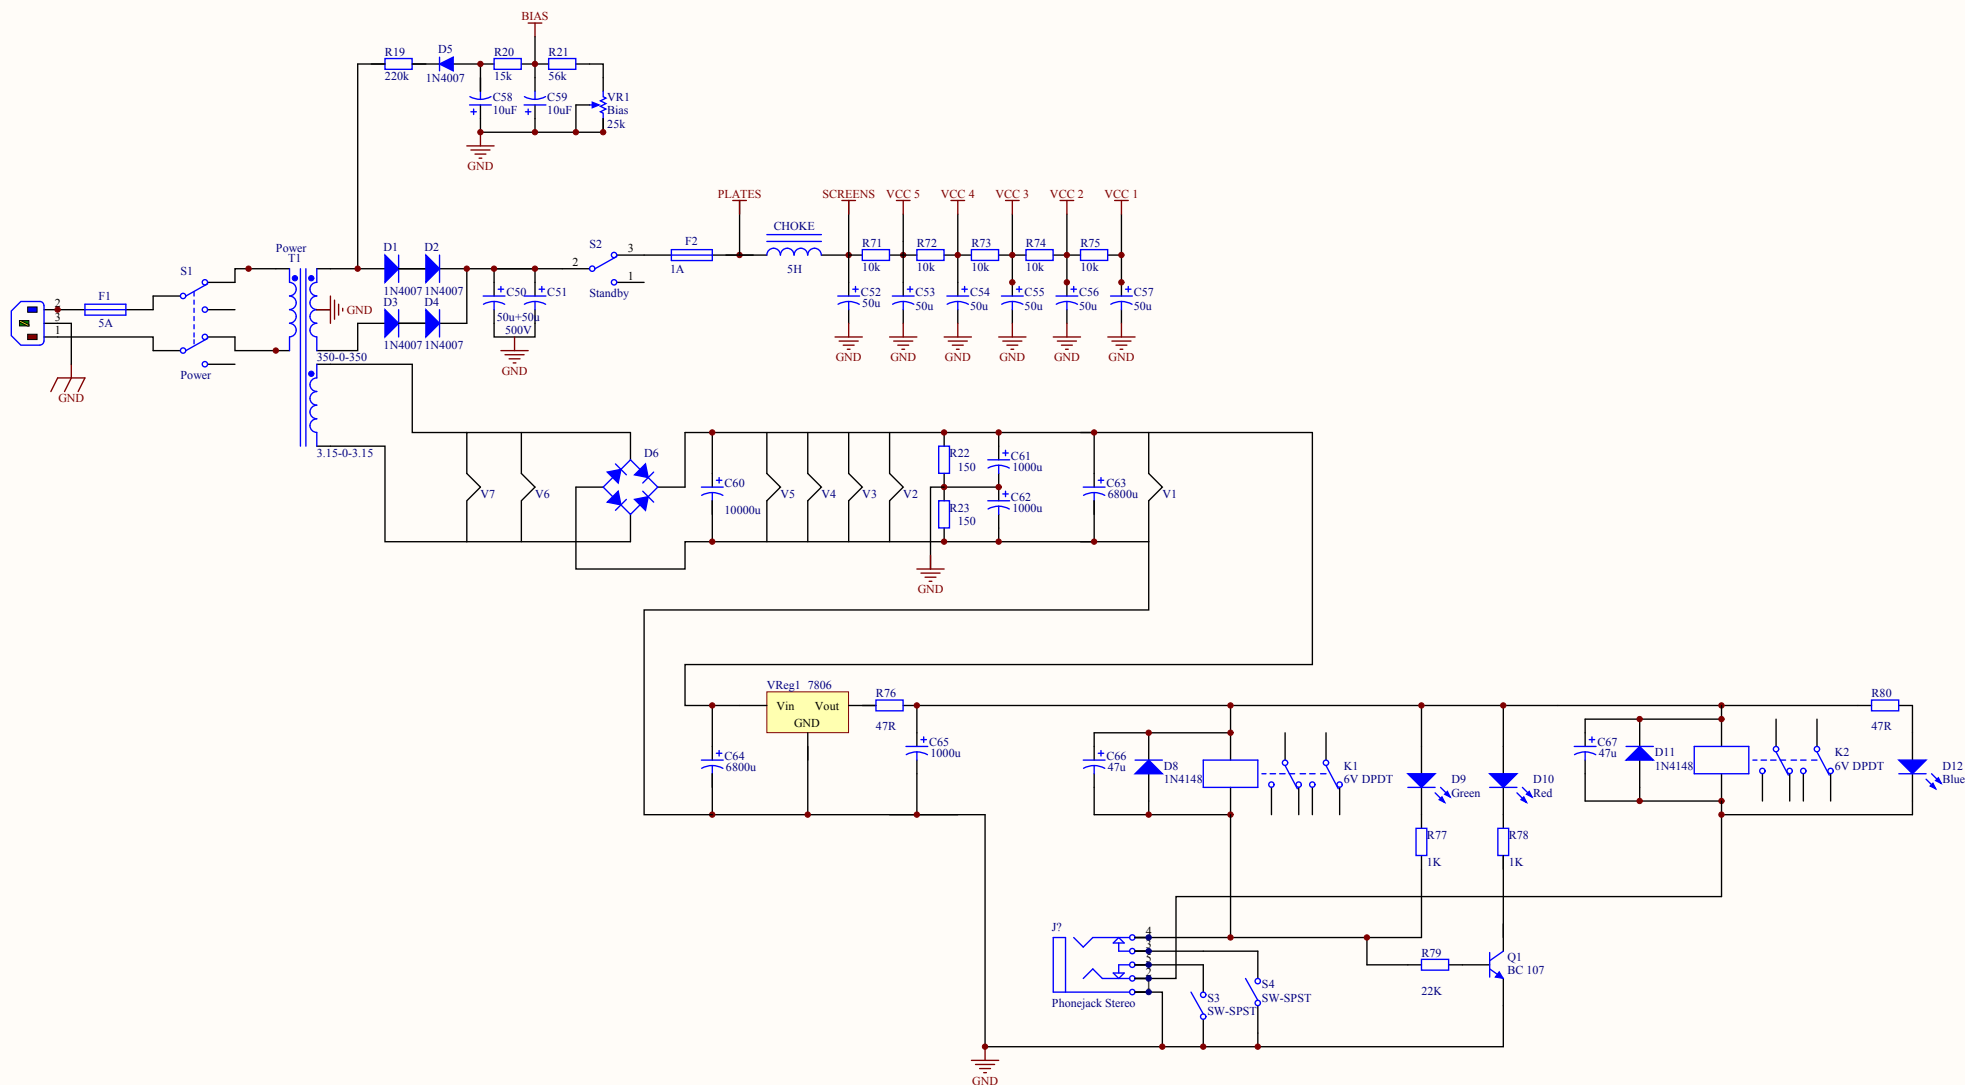 BIAS
R19
220k
D5
1N4007
R20
15k
R21
56k
C58
10uF
C59
10uF
VR1
Bias
25k
GND
PLATES
SCREENS
VCC 5
VCC 4
VCC 3
VCC 2
VCC 1
Power
T1
S1
F1
5A
2
3
1
GND
Power
GND
350-0-350
3.15-0-3.15
D1
1N4007
D2
1N4007
D3
1N4007
D4
1N4007
C50
C51
50u+50u
500V
GND
S2
2
3
1
Standby
F2
1A
CHOKE
5H
R71
10k
R72
10k
R73
10k
R74
10k
R75
10k
C52
50u
C53
50u
C54
50u
C55
50u
C56
50u
C57
50u
GND
GND
GND
GND
GND
GND
V7
V6
D6
C60
10000u
V5
V4
V3
V2
R22
150
R23
150
C61
1000u
C62
1000u
C63
6800u
V1
GND
VReg1 7806
Vin
Vout
GND
R76
47R
C64
6800u
C65
1000u
C66
47u
D8
1N4148
K1
6V DPDT
D9
Green
D10
Red
R77
1K
R78
1K
C67
47u
D11
1N4148
K2
6V DPDT
R80
47R
D12
Blue
J?
4
Phonejack Stereo
S3
SW-SPST
S4
SW-SPST
R79
22K
Q1
BC 107
GND